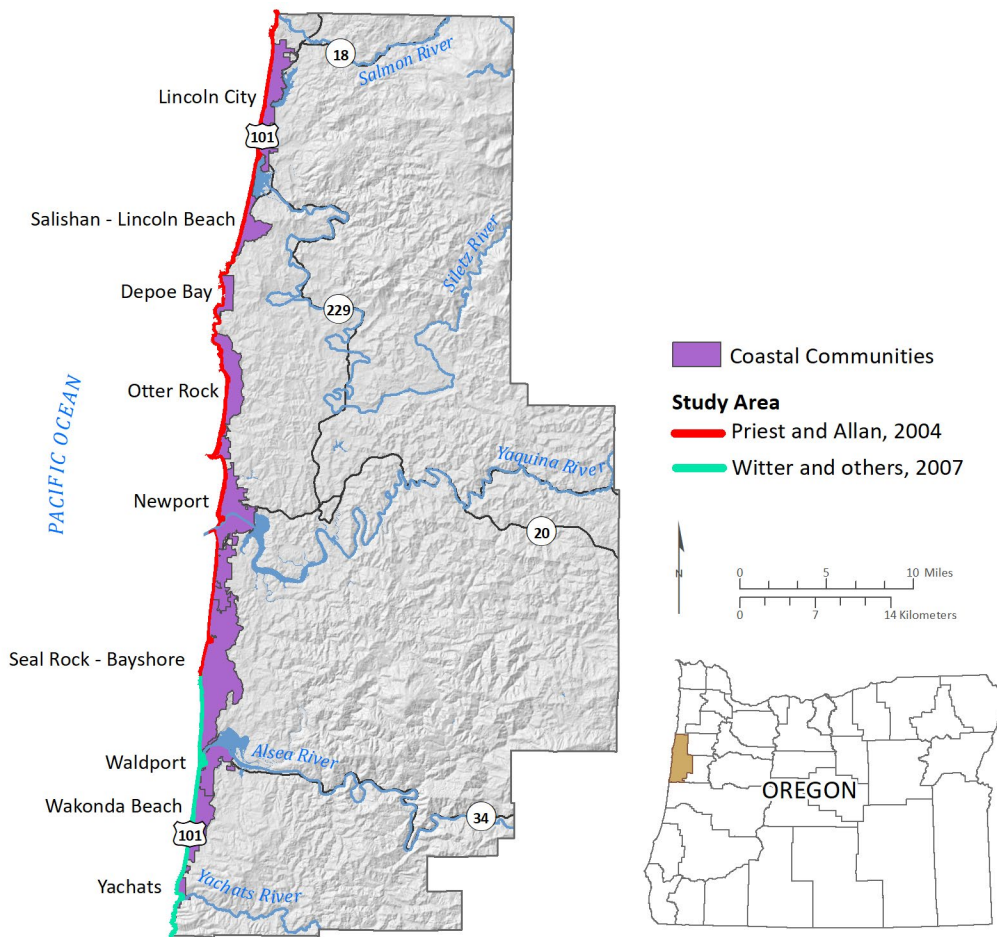 18
Salmon River
Lincoln City
101
Salishan - Lincoln Beach
Siletz River
Depoe Bay
229
Coastal Communities
Otter Rock
Study Area
Priest and Allan, 2004
PACIFIC OCEAN
Yaquina River
Witter and others, 2007
Newport
20
N
0 5 10 Miles
0 7 14 Kilometers
Seal Rock - Bayshore
Alsea River
Waldport
OREGON
Wakonda Beach
34
101
Yachats
Yachats River